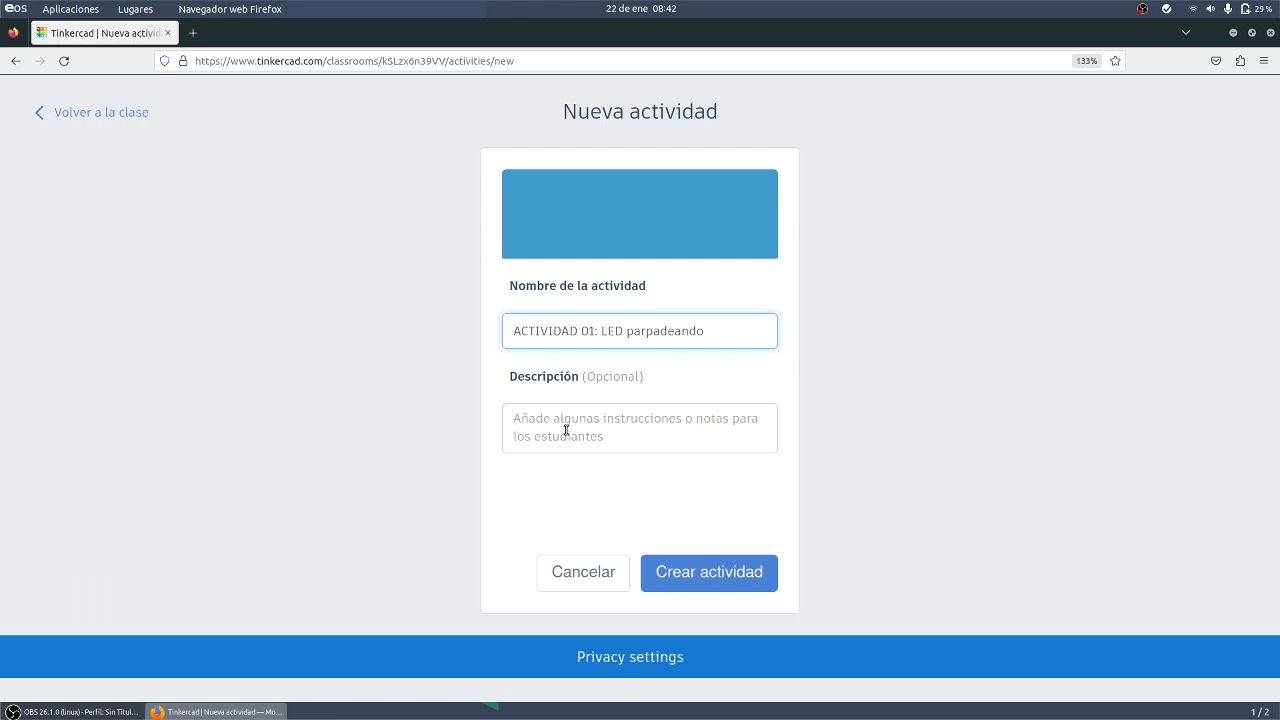 eos Aplicaciones Lugares Navegador web Firefox 22 de ene 08:42 29 %
Tinkercad | Nueva activid
https://www.tinkercad.com/classrooms/kSLzx6n39VV/activities/new 133%
Volver a la clase
Nueva actividad
Nombre de la actividad
ACTIVIDAD 01: LED parpadeando
Descripción (Opcional)
Añade algunas instrucciones o notas para
los estudiantes
Cancelar
Crear actividad
Privacy settings
OBS 26.1.0 (linux) - Perfil: Sin Titul...
Tinkercad | Nueva actividad — Mo...
1 / 2